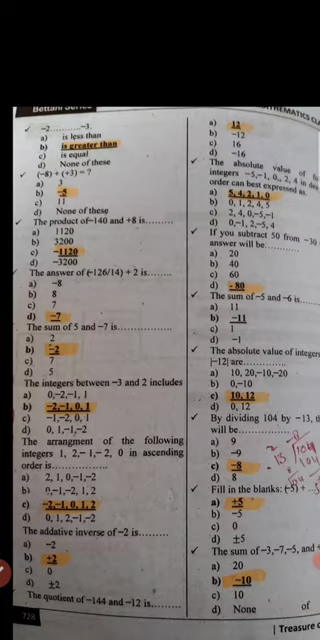 Bettani Series
-2............-3.
a) is less than
b) is greater than
c) is equal
d) None of these
(-8) + (+3) = ?
a) 3
b) -5
c) 11
d) None of these
The product of -140 and +8 is.........
a) 1120
b) 3200
c) -1120
d) -3200
The answer of (-126/14) + 2 is........
a) -8
b) 8
c) 7
d) -7
The sum of 5 and -7 is...............
a) 2
b) -2
c) 7
d) 5
The integers between -3 and 2 includes
a) 0,-2,-1, 1
b) -2,-1, 0, 1
c) -1,-2, 0, 1
d) 0, 1,-1,-2
The arrangment of the following
integers 1, 2,-1,-2, 0 in ascending
order is...................
a) 2, 1, 0,-1,-2
b) 0,-1,-2, 1, 2
c) -2,-1, 0, 1, 2
d) 0, 1, 2,-1,-2
The addative inverse of -2 is.........
a) -2
b) +2
c) 0
d) ±2
The quotient of -144 and -12 is......
728
a) 12
b) -12
c) 16
d) -16
The absolute value of
integers -5,-1, 0, 2, 4 in
order can best expressed as.
a) 5, 4, 2, 1, 0
b) 0, 1, 2, 4, 5
c) 2, 4, 0,-5,-1
d) 0,-1, 2,-5, 4
If you subtract 50 from -30
answer will be............
a) 20
b) 40
c) 60
d) -80
The sum of -5 and -6 is.....
a) 11
b) -11
c) 1
d) -1
The absolute value of integers
|-12| are..............
a) 10, 20,-10,-20
b) 0,-10
c) 10, 12
d) 0, 12
By dividing 104 by -13, th
will be................
a) 9
b) -9
c) -8
d) 8
Fill in the blanks: (-5) +
a) +5
b) -5
c) 0
d) ±5
The sum of -3,-7,-5, and
a) 20
b) -10
c) 10
d) None of
| Treasure